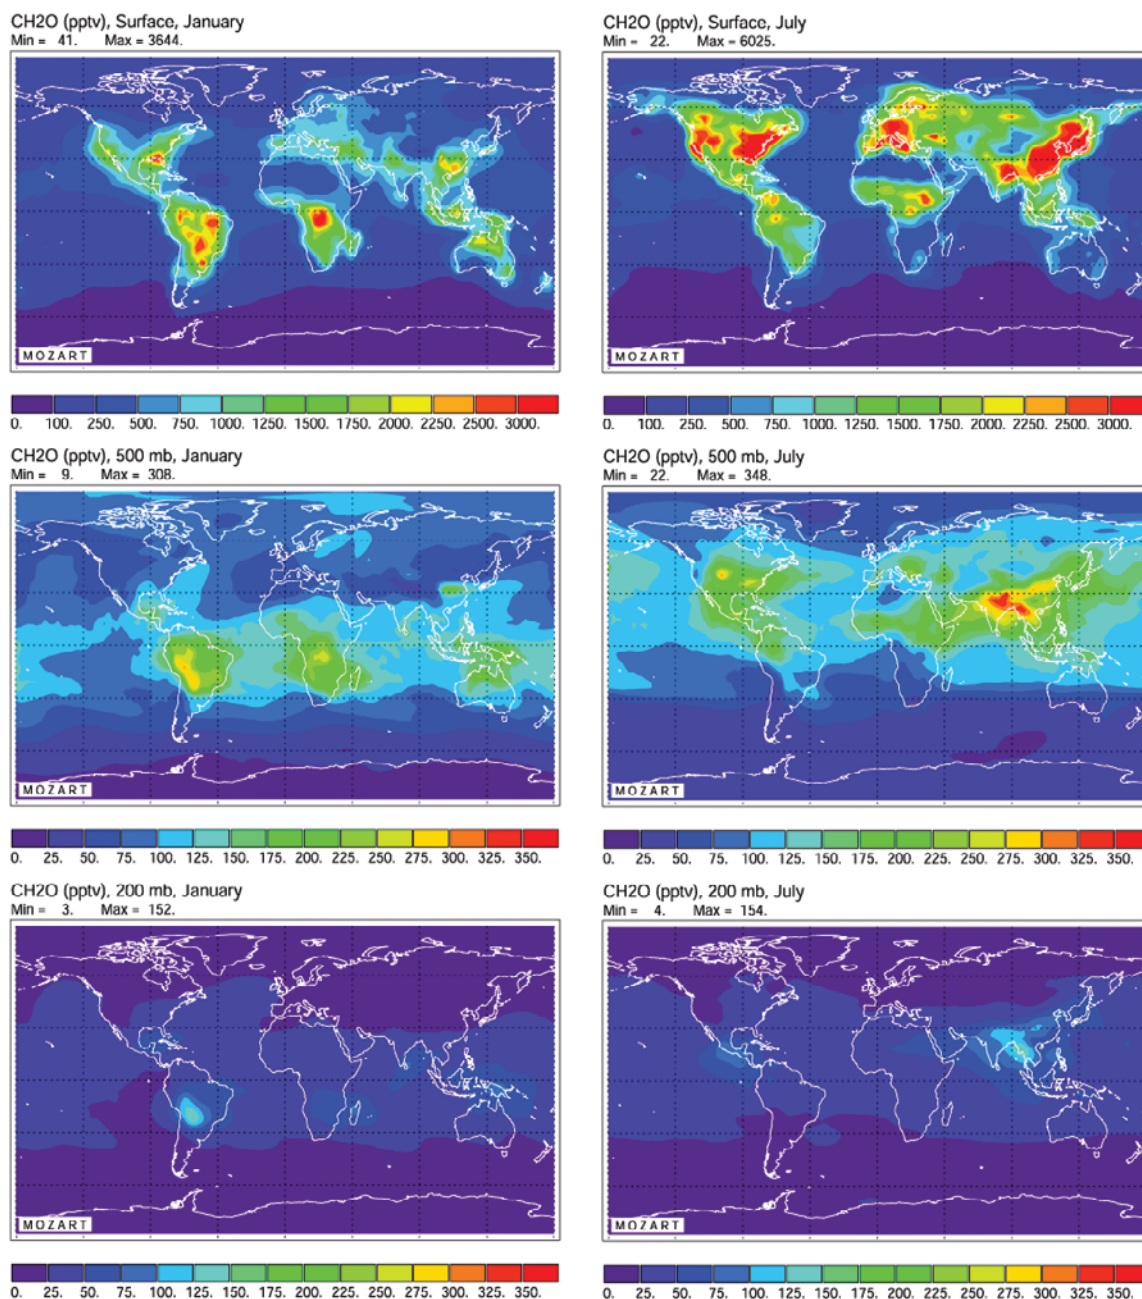 CH2O (pptv), Surface, January
Min = 41. Max = 3644.
MOZART
0. 100. 250. 500. 750. 1000. 1250. 1500. 1750. 2000. 2250. 2500. 3000.
CH2O (pptv), Surface, July
Min = 22. Max = 6025.
MOZART
0. 100. 250. 500. 750. 1000. 1250. 1500. 1750. 2000. 2250. 2500. 3000.
CH2O (pptv), 500 mb, January
Min = 9. Max = 308.
MOZART
0. 25. 50. 75. 100. 125. 150. 175. 200. 225. 250. 275. 300. 325. 350.
CH2O (pptv), 500 mb, July
Min = 22. Max = 348.
MOZART
0. 25. 50. 75. 100. 125. 150. 175. 200. 225. 250. 275. 300. 325. 350.
CH2O (pptv), 200 mb, January
Min = 3. Max = 152.
MOZART
0. 25. 50. 75. 100. 125. 150. 175. 200. 225. 250. 275. 300. 325. 350.
CH2O (pptv), 200 mb, July
Min = 4. Max = 154.
MOZART
0. 25. 50. 75. 100. 125. 150. 175. 200. 225. 250. 275. 300. 325. 350.